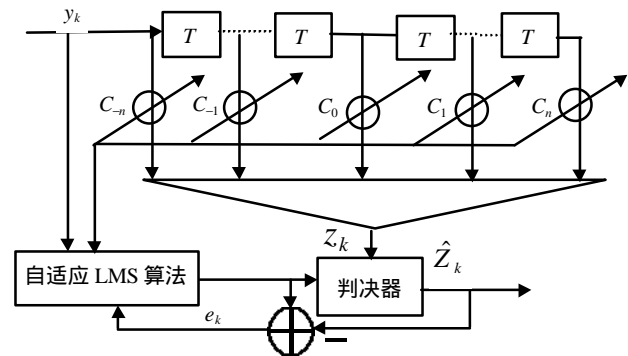 y_k
T T T T
C_{-n} C_{-1} C_0 C_1 C_n
z_k
Ẑ_k
自适应 LMS 算法
判决器
e_k
−